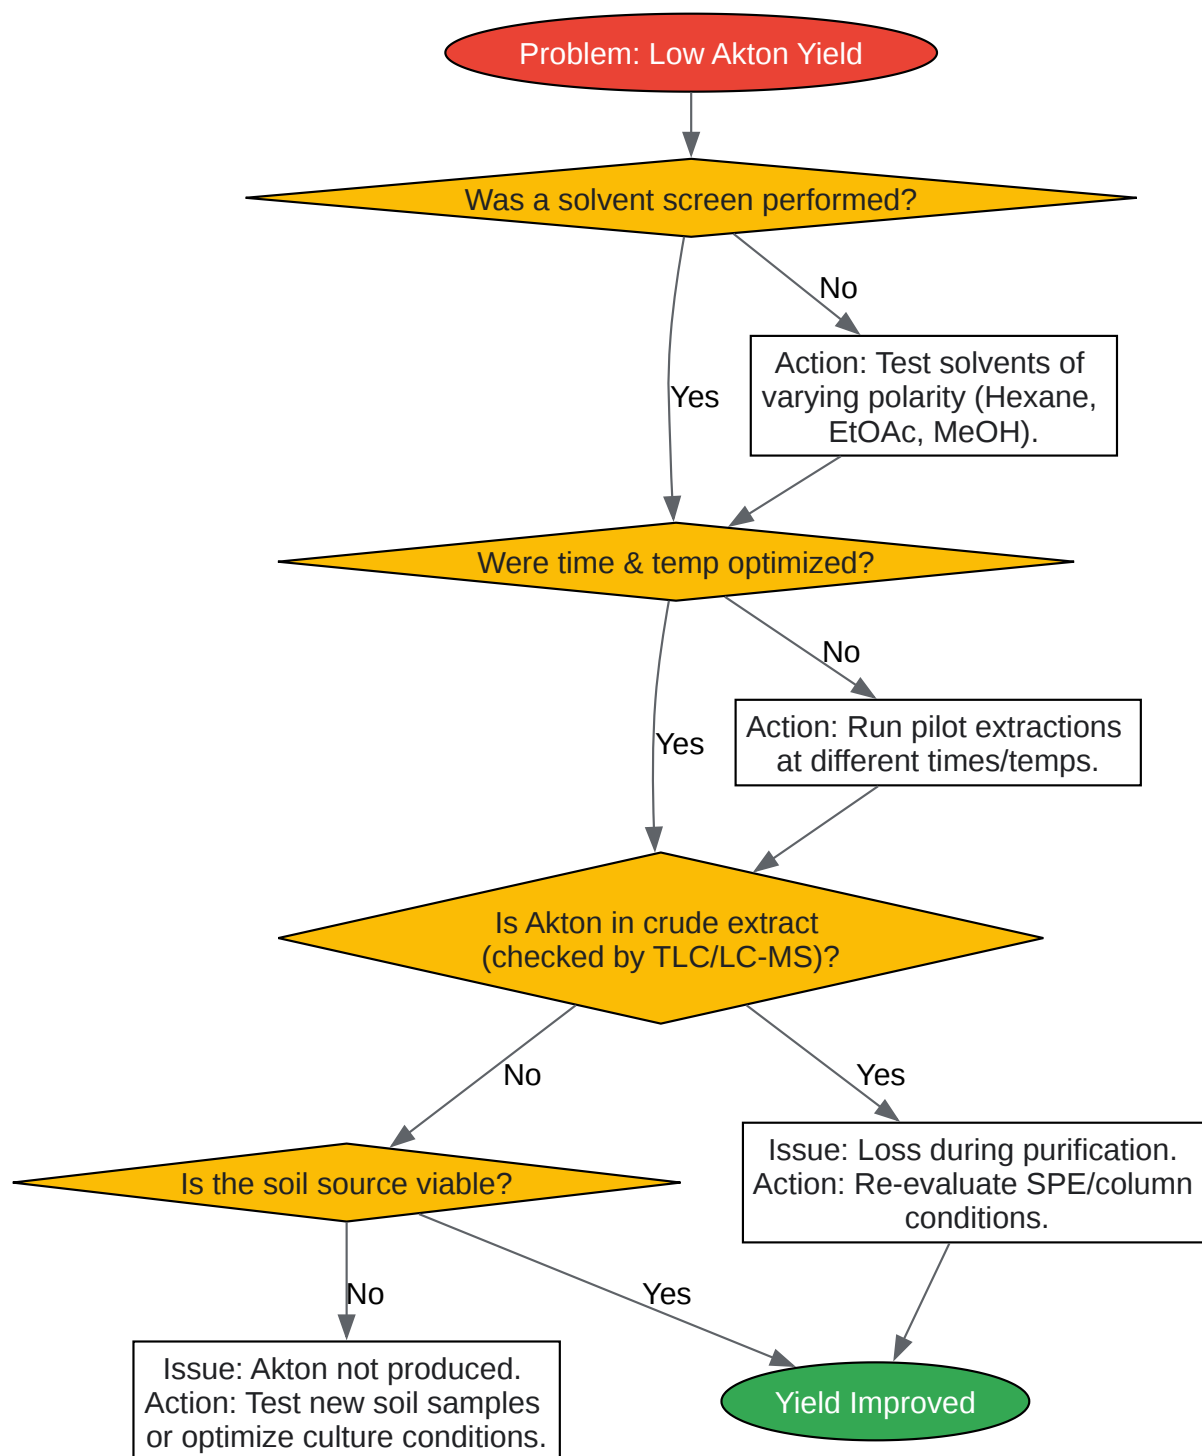 Problem: Low Akton Yield
Was a solvent screen performed?
No
Action: Test solvents of
varying polarity (Hexane,
EtOAc, MeOH).
Yes
Were time & temp optimized?
No
Action: Run pilot extractions
at different times/temps.
Yes
Is Akton in crude extract
(checked by TLC/LC-MS)?
No
Yes
Issue: Loss during purification.
Action: Re-evaluate SPE/column
conditions.
Is the soil source viable?
No
Yes
Issue: Akton not produced.
Action: Test new soil samples
or optimize culture conditions.
Yield Improved